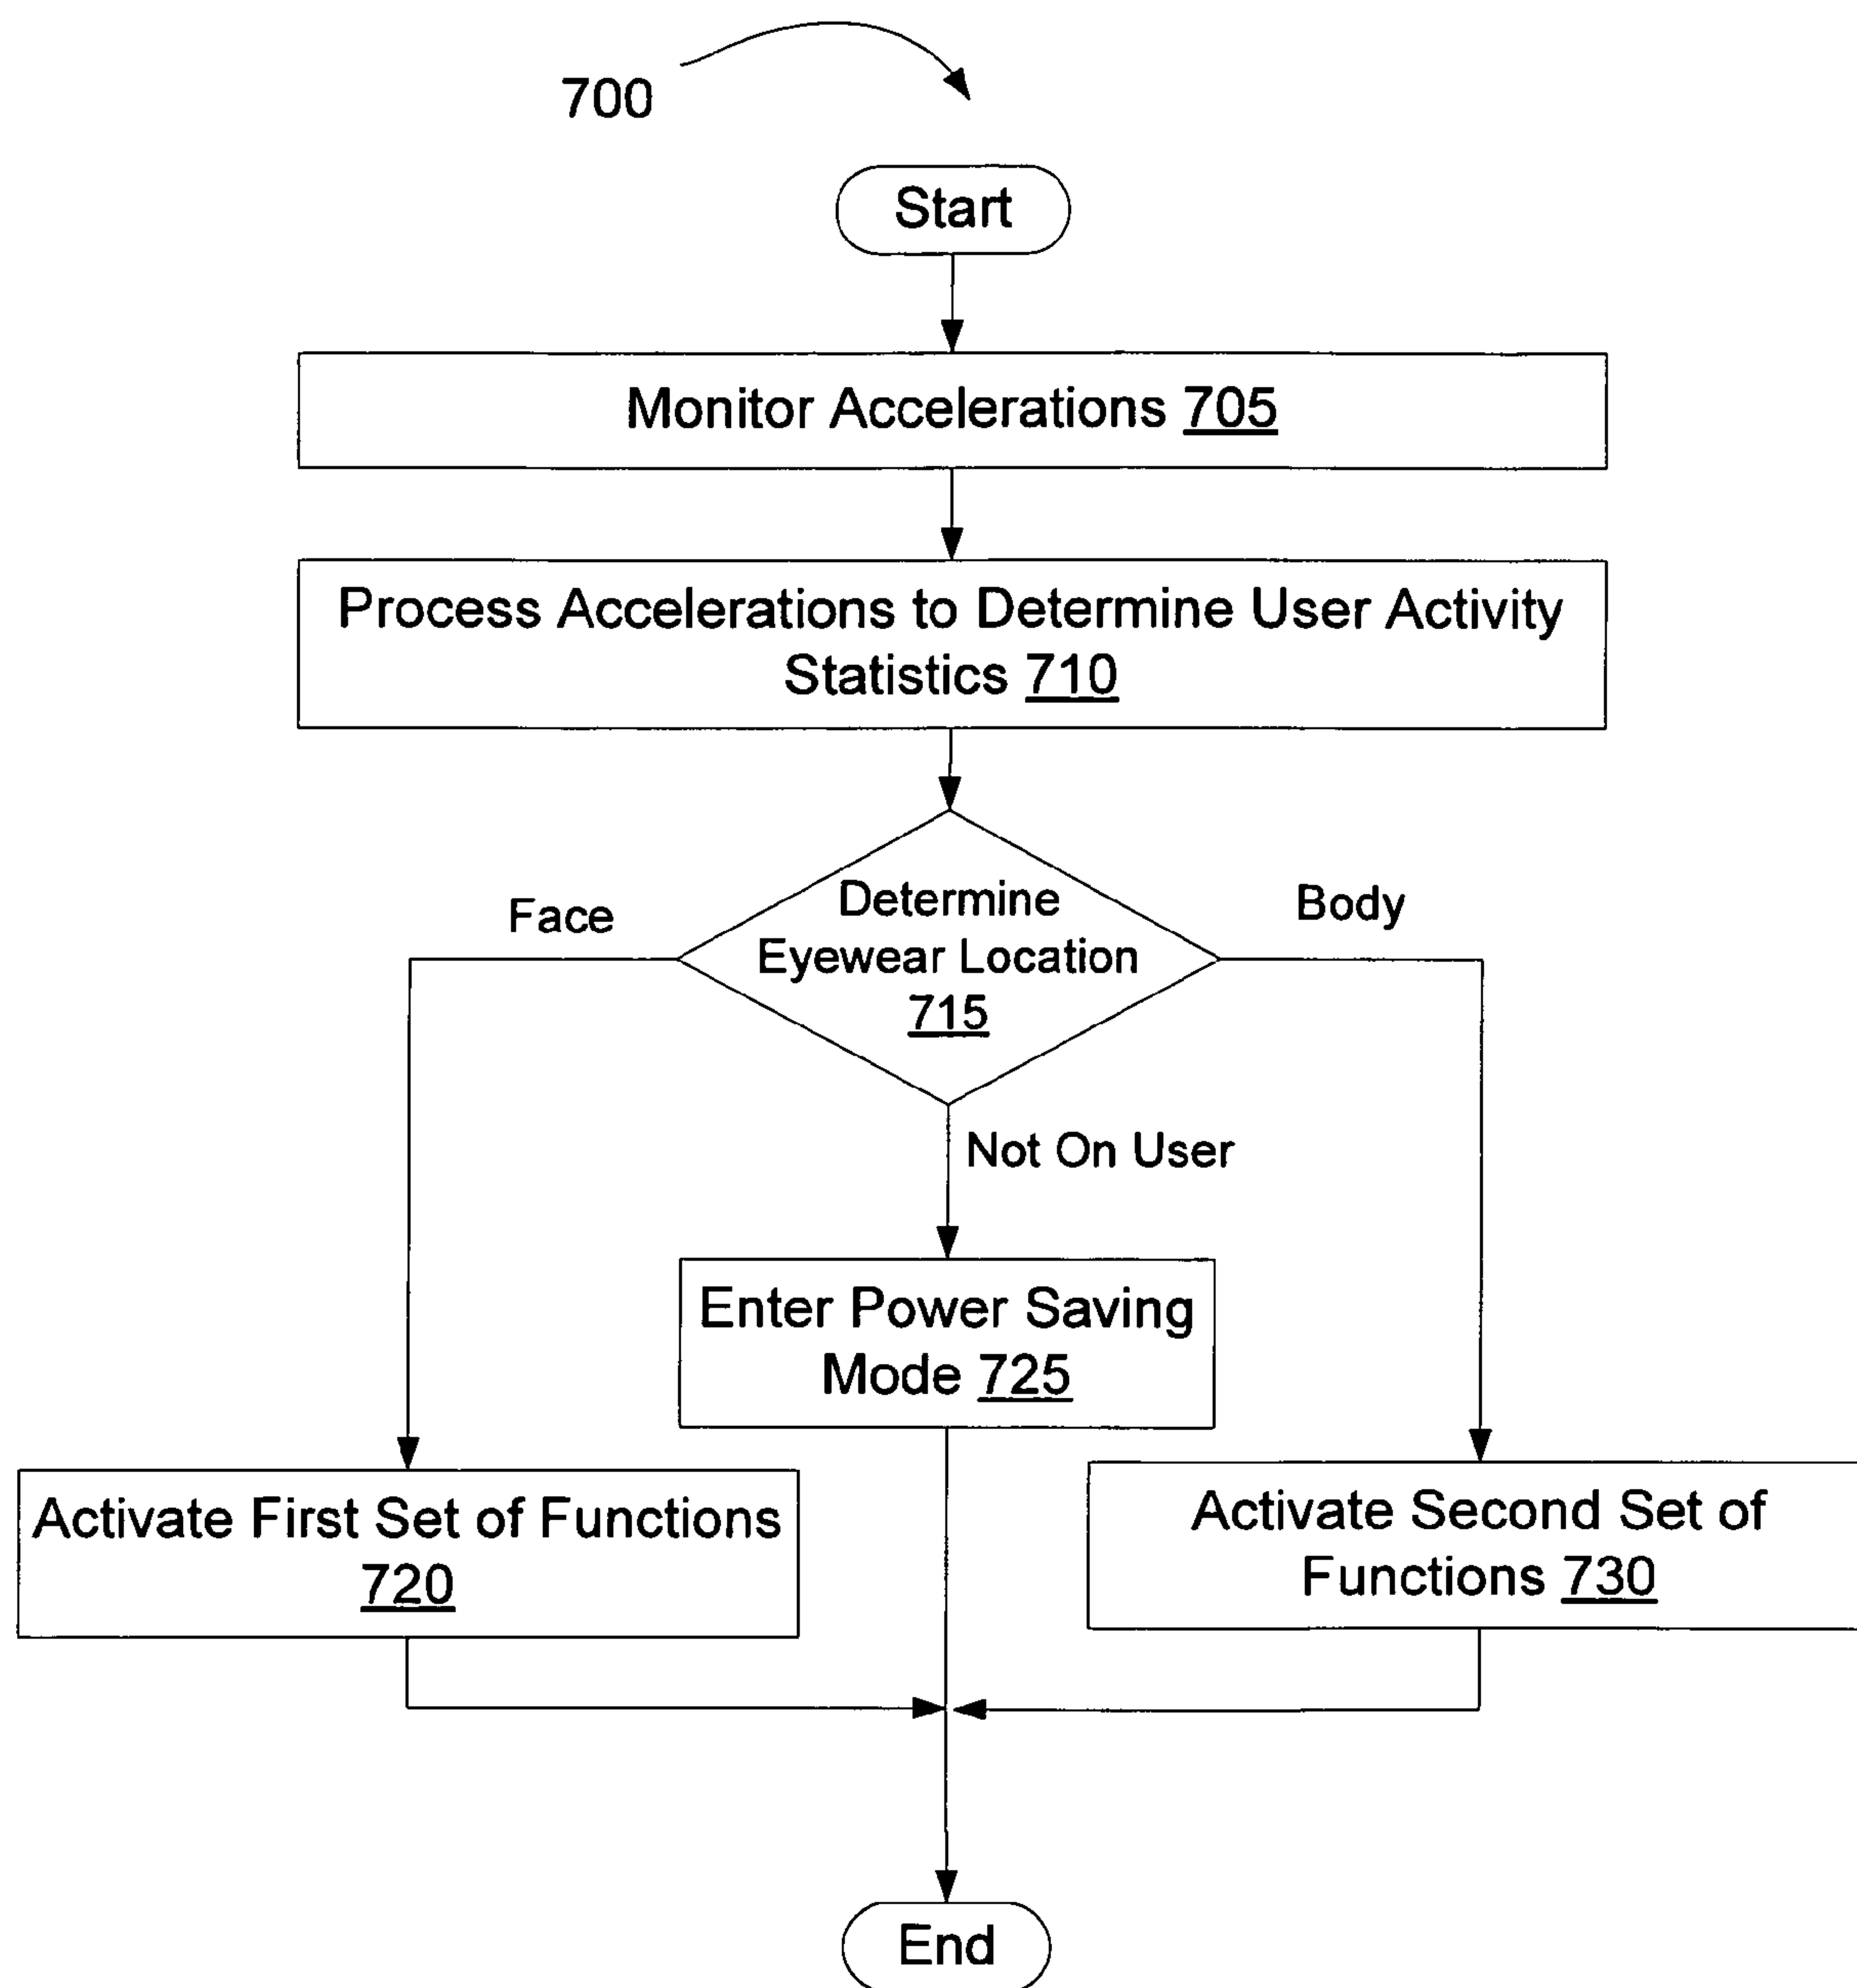 700
Start
Monitor Accelerations 705
Process Accelerations to Determine User Activity
Statistics 710
Face
Determine
Eyewear Location
715
Body
Not On User
Enter Power Saving
Mode 725
Activate First Set of Functions
720
Activate Second Set of
Functions 730
End